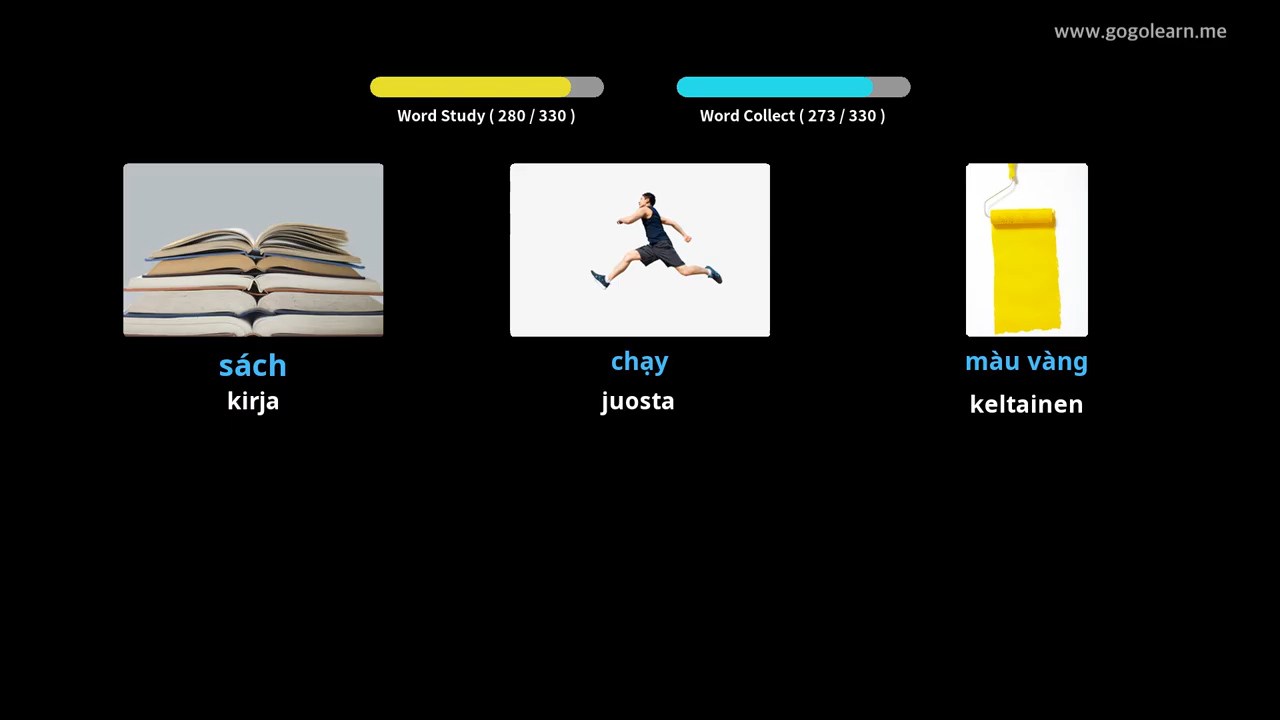 www.gogolearn.me
Word Study ( 280 / 330 )
Word Collect ( 273 / 330 )
sách
kirja
chạy
juosta
màu vàng
keltainen